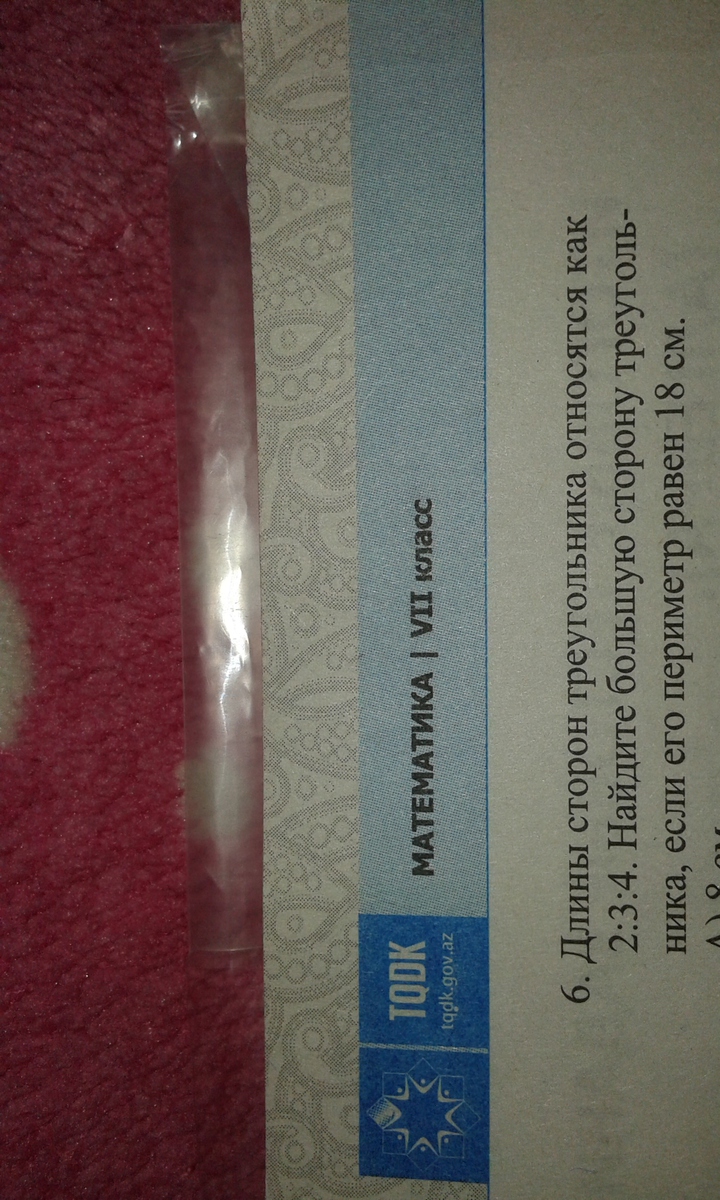 TQDK
tqdk.gov.az
МАТЕМАТИКА | VII класс
6. Длины сторон треугольника относятся как
2:3:4. Найдите большую сторону треуголь-
ника, если его периметр равен 18 см.